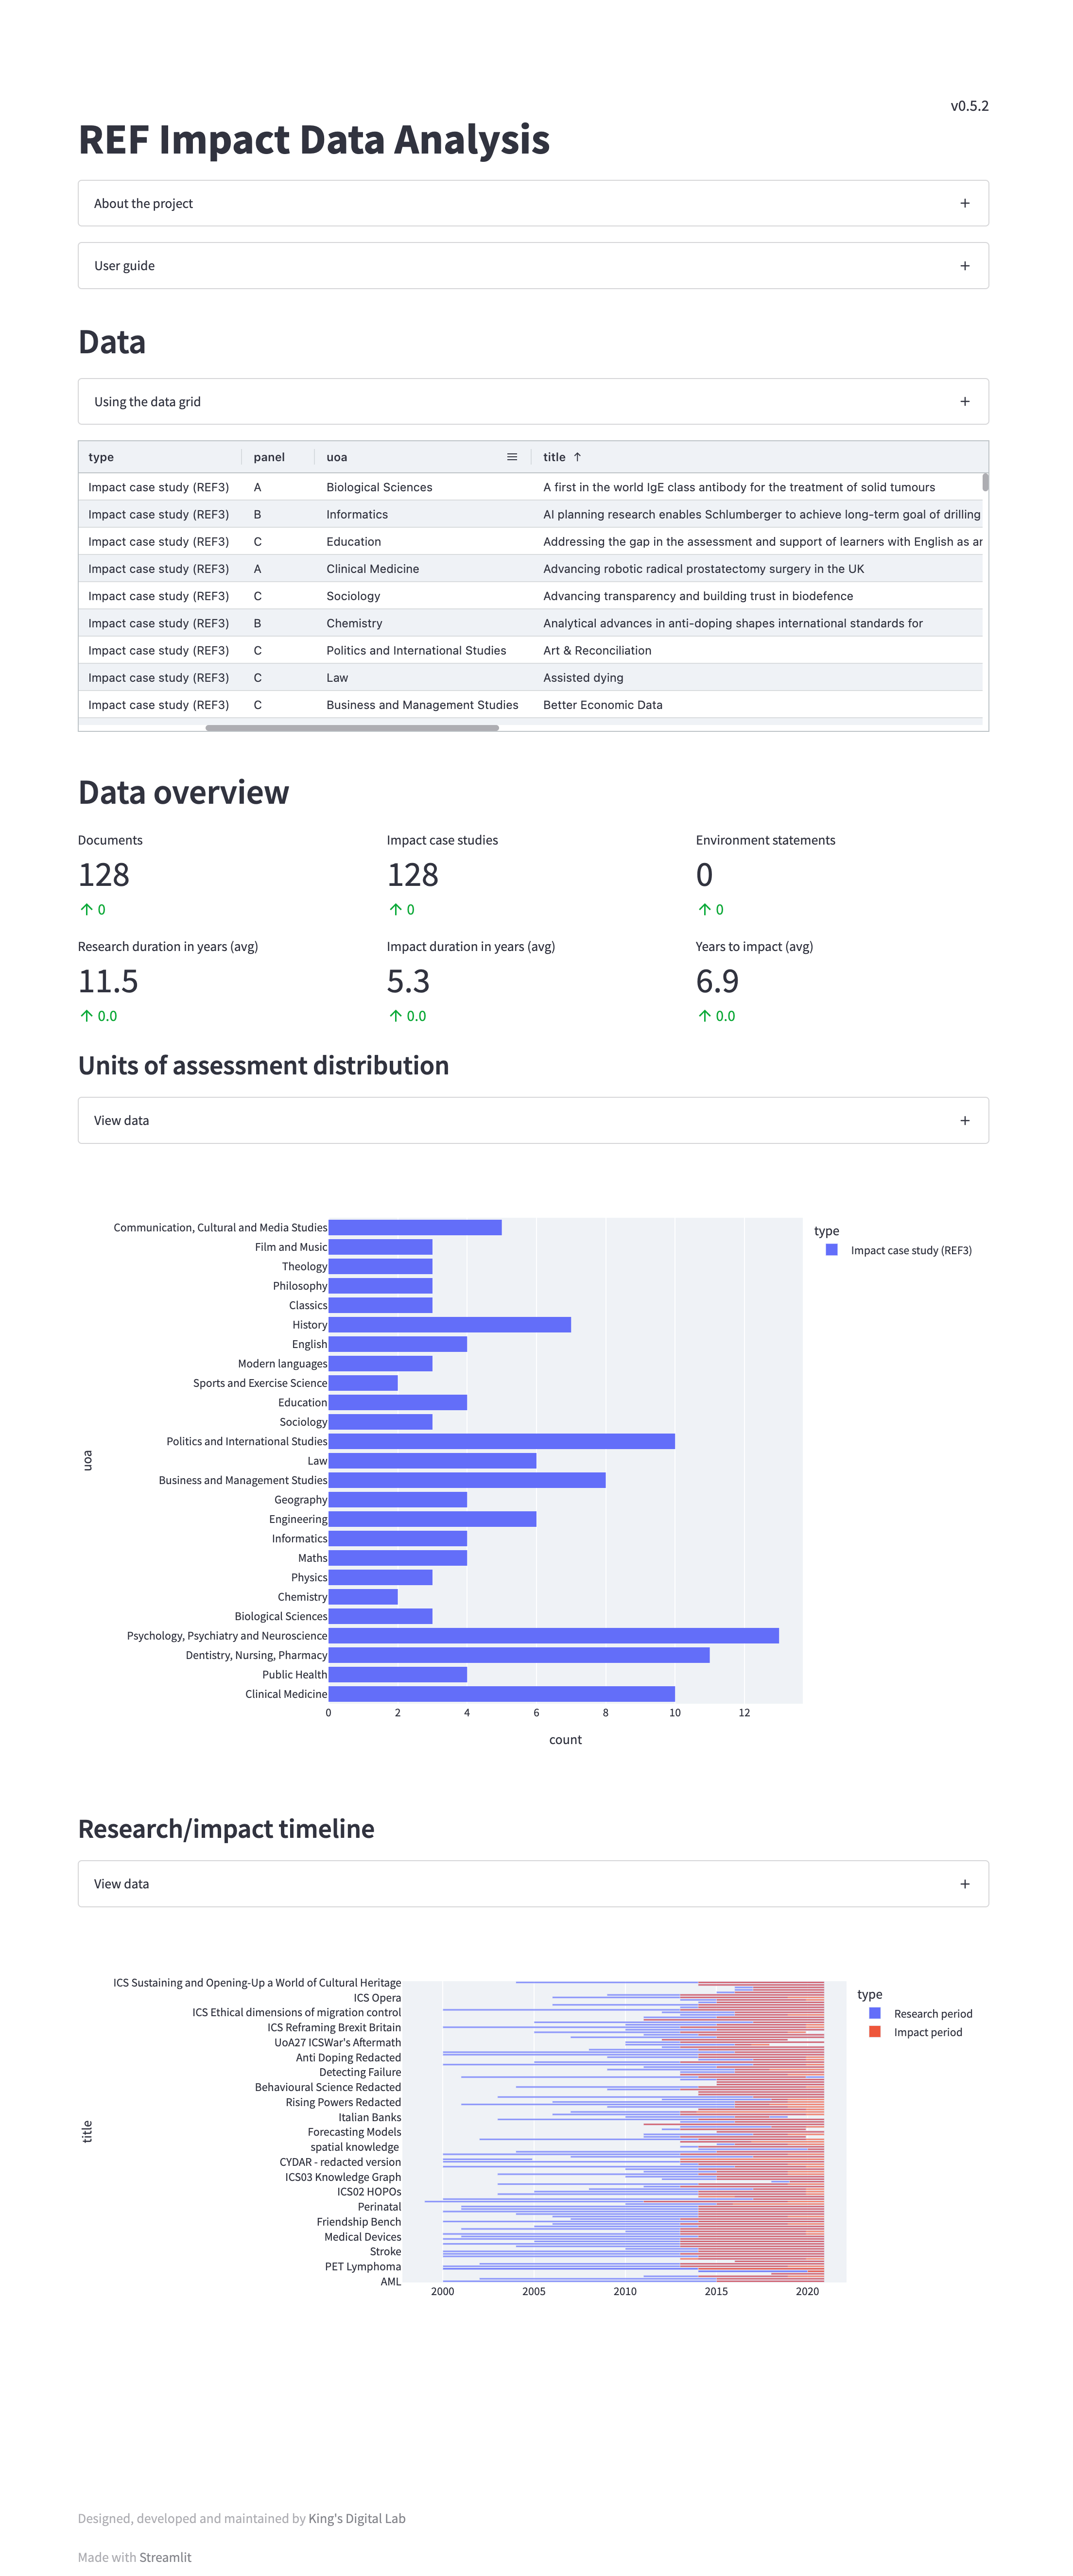 v0.5.2
REF Impact Data Analysis
About the project
User guide
Data
Using the data grid
type panel uoa title
Impact case study (REF3) A Biological Sciences A first in the world IgE class antibody for the treatment of solid tumours
Impact case study (REF3) B Informatics AI planning research enables Schlumberger to achieve long-term goal of drilling
Impact case study (REF3) C Education Addressing the gap in the assessment and support of learners with English as ar
Impact case study (REF3) A Clinical Medicine Advancing robotic radical prostatectomy surgery in the UK
Impact case study (REF3) C Sociology Advancing transparency and building trust in biodefence
Impact case study (REF3) B Chemistry Analytical advances in anti-doping shapes international standards for
Impact case study (REF3) C Politics and International Studies Art & Reconciliation
Impact case study (REF3) C Law Assisted dying
Impact case study (REF3) C Business and Management Studies Better Economic Data
Data overview
Documents Impact case studies Environment statements
128 128 0
0 0 0
Research duration in years (avg) Impact duration in years (avg) Years to impact (avg)
11.5 5.3 6.9
0.0 0.0 0.0
Units of assessment distribution
View data
type
Impact case study (REF3)
uoa
Communication, Cultural and Media Studies
Film and Music
Theology
Philosophy
Classics
History
English
Modern languages
Sports and Exercise Science
Education
Sociology
Politics and International Studies
Law
Business and Management Studies
Geography
Engineering
Informatics
Maths
Physics
Chemistry
Biological Sciences
Psychology, Psychiatry and Neuroscience
Dentistry, Nursing, Pharmacy
Public Health
Clinical Medicine
0 2 4 6 8 10 12
count
Research/impact timeline
View data
type
Research period
Impact period
title
ICS Sustaining and Opening-Up a World of Cultural Heritage
ICS Opera
ICS Ethical dimensions of migration control
ICS Reframing Brexit Britain
UoA27 ICSWar's Aftermath
Anti Doping Redacted
Detecting Failure
Behavioural Science Redacted
Rising Powers Redacted
Italian Banks
Forecasting Models
spatial knowledge
CYDAR - redacted version
ICS03 Knowledge Graph
ICS02 HOPOs
Perinatal
Friendship Bench
Medical Devices
Stroke
PET Lymphoma
AML
2000 2005 2010 2015 2020
Designed, developed and maintained by King's Digital Lab
Made with Streamlit